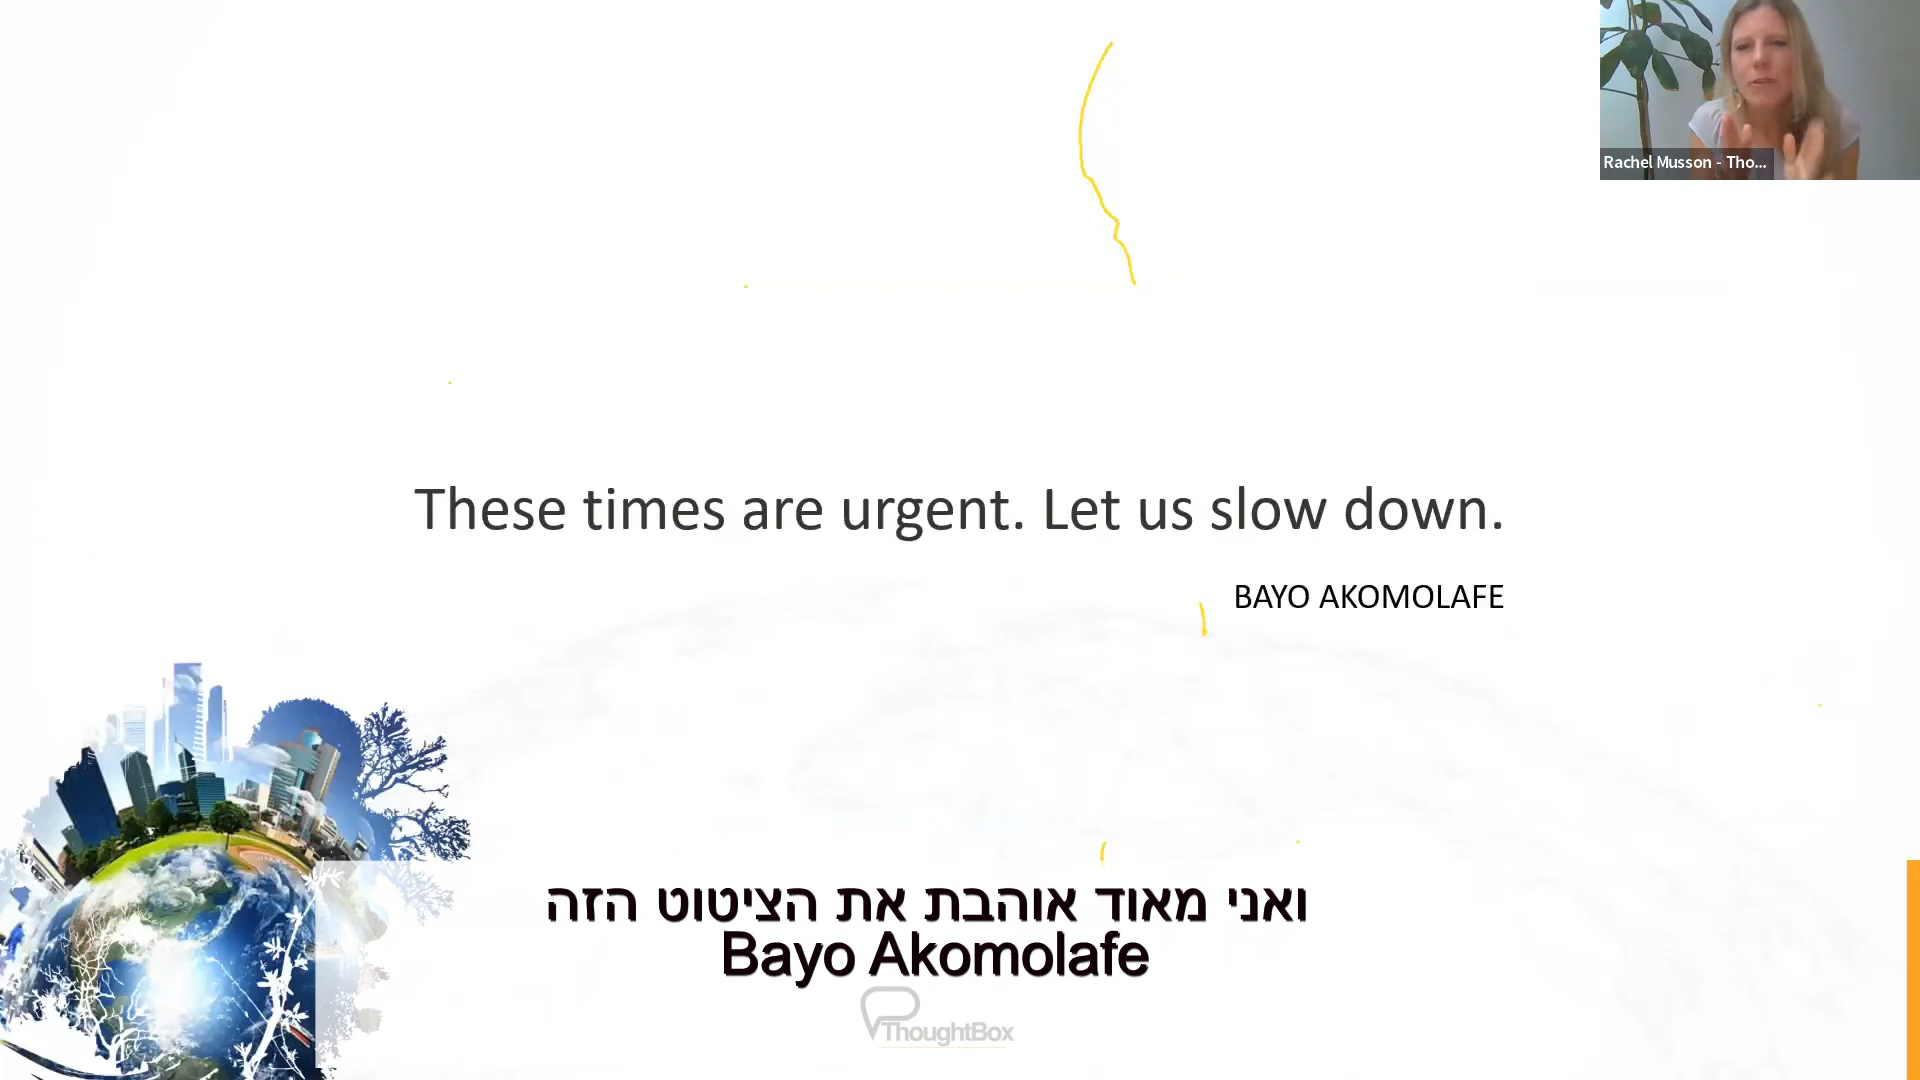 Rachel Musson - Tho...
These times are urgent. Let us slow down.
BAYO AKOMOLAFE
ואני מאוד אוהבת את הציטוט הזה
Bayo Akomolafe
ThoughtBox